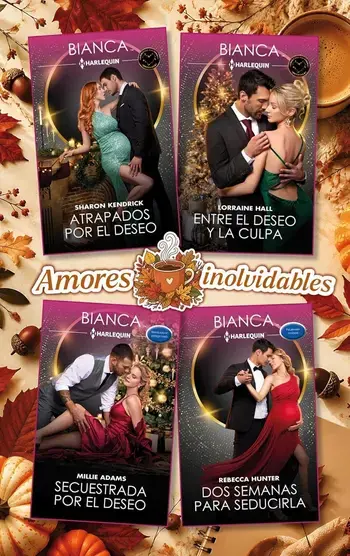 BIANCA
HARLEQUIN
SHARON KENDRICK
ATRAPADOS
POR EL DESEO
BIANCA
HARLEQUIN
LORRAINE HALL
ENTRE EL DESEO
Y LA CULPA
Amores inolvidables
BIANCA
HARLEQUIN
MILLIE ADAMS
SECUESTRADA
POR EL DESEO
BIANCA
HARLEQUIN
REBECCA HUNTER
DOS SEMANAS
PARA SEDUCIRLA